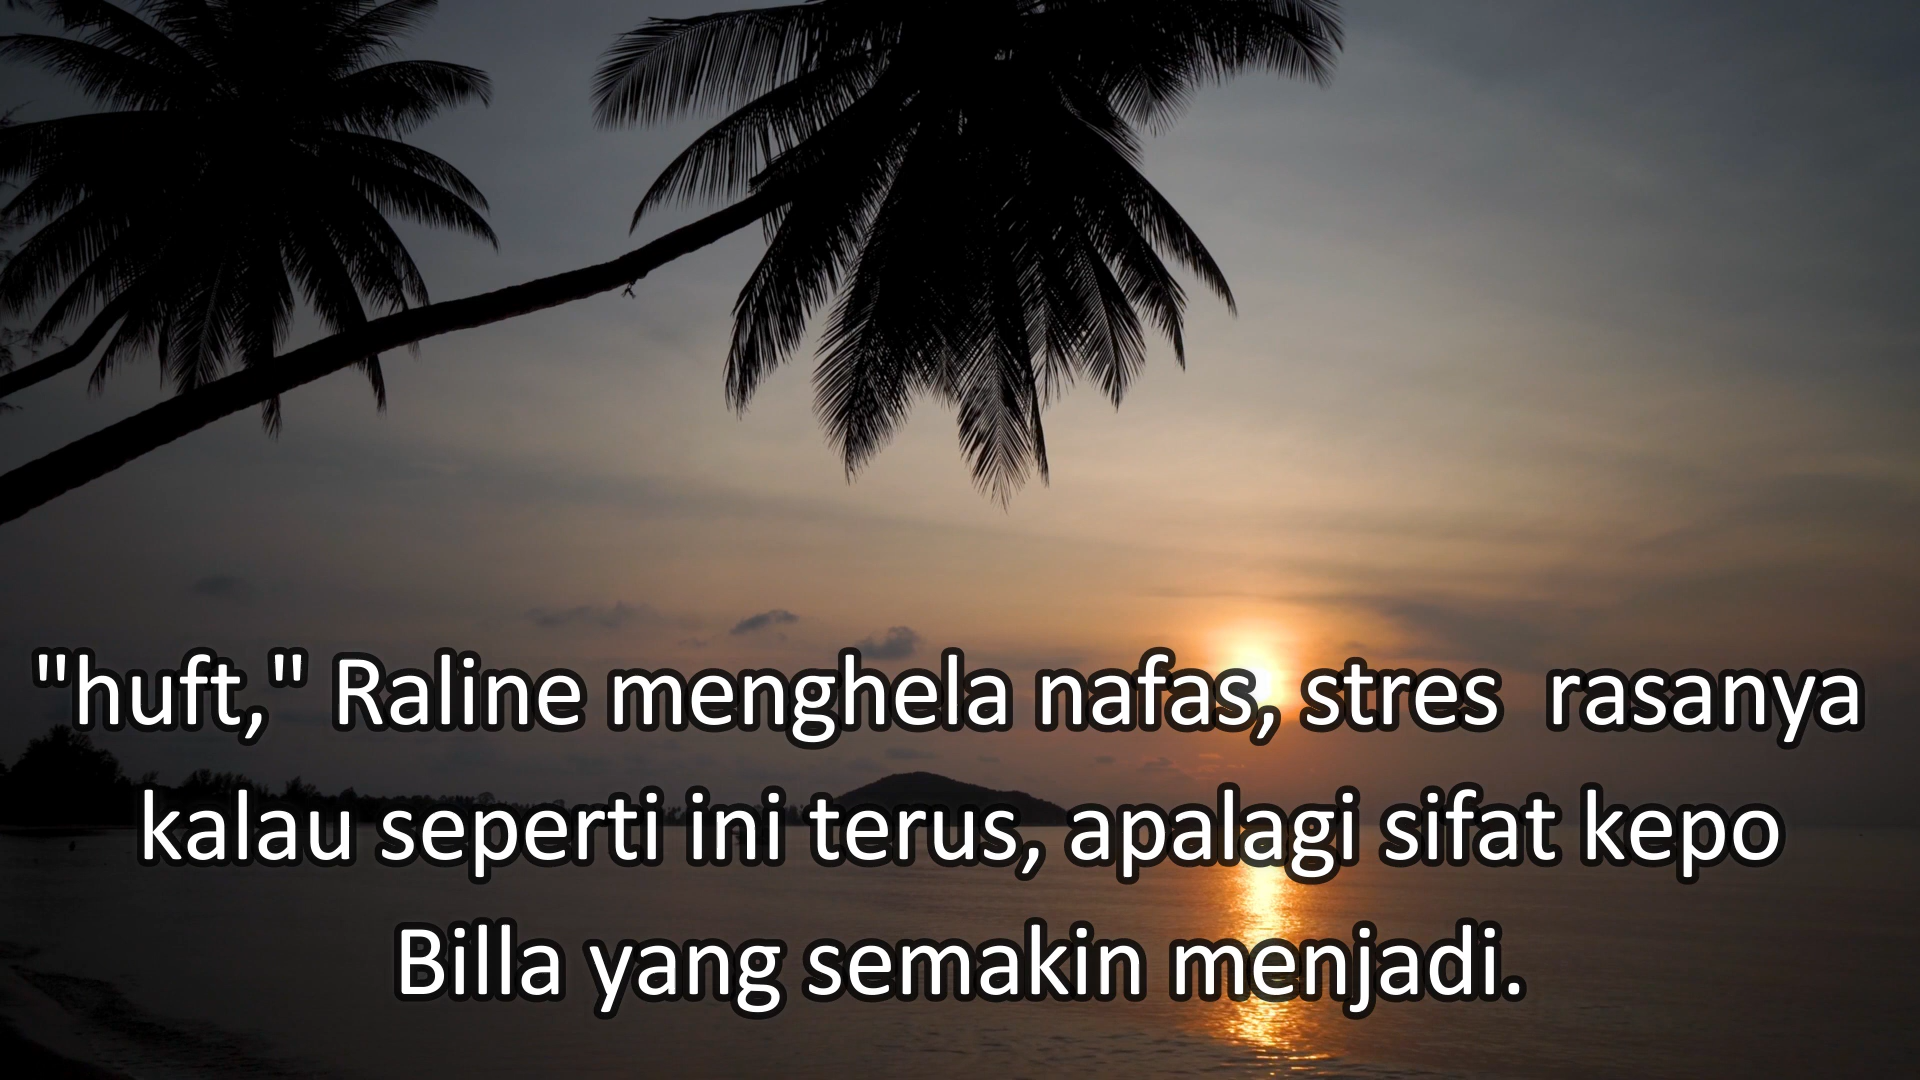 "huft," Raline menghela nafas, stres  rasanya
kalau seperti ini terus, apalagi sifat kepo
Billa yang semakin menjadi.